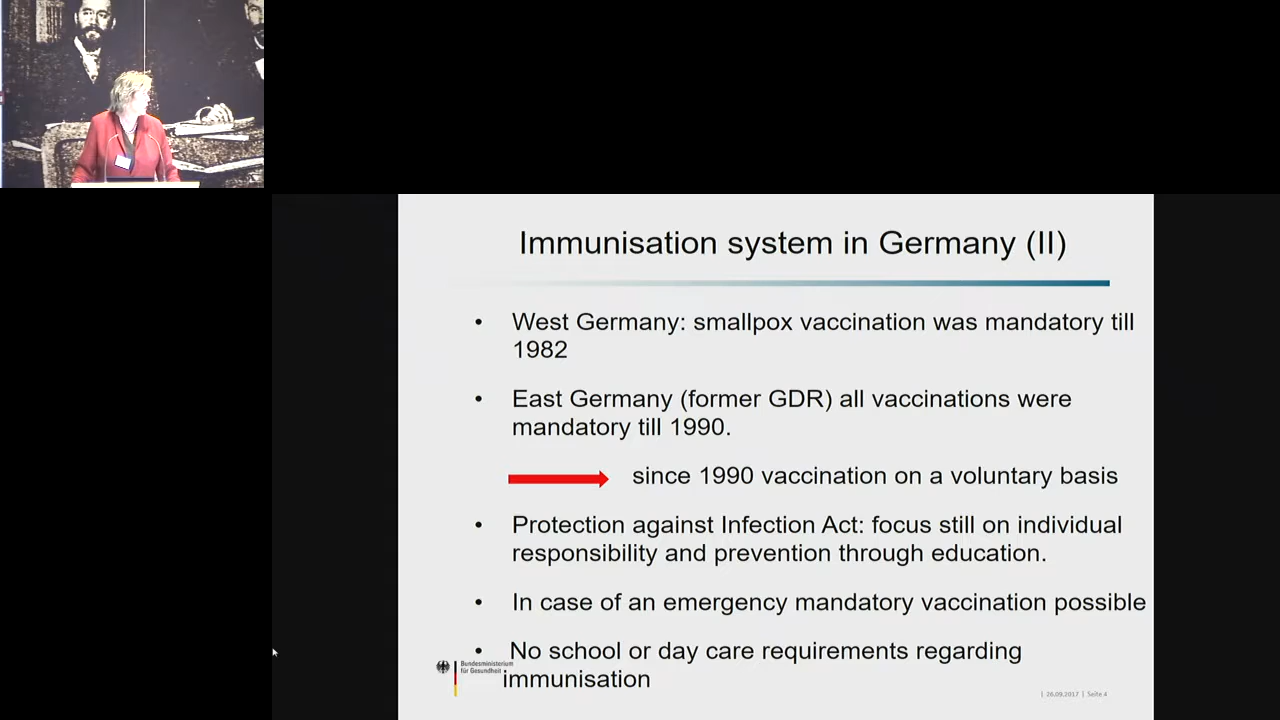 Immunisation system in Germany (II)
• West Germany: smallpox vaccination was mandatory till
1982
• East Germany (former GDR) all vaccinations were
mandatory till 1990.
since 1990 vaccination on a voluntary basis
• Protection against Infection Act: focus still on individual
responsibility and prevention through education.
• In case of an emergency mandatory vaccination possible
• No school or day care requirements regarding
immunisation
Bundesministerium
für Gesundheit
| 26.09.2017 | Seite 4